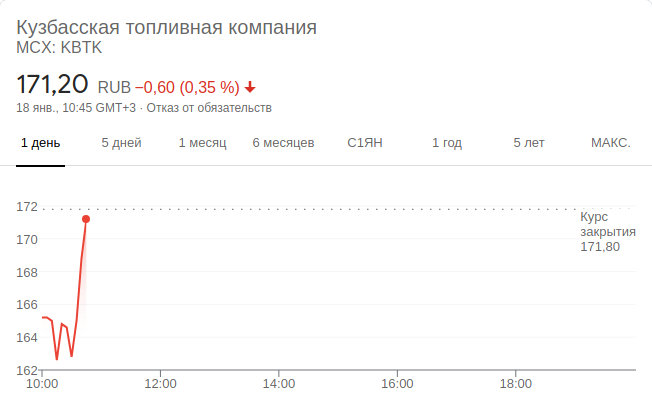 Кузбасская топливная компания
MCX: KBTK
171,20 RUB −0,60 (0,35 %)
18 янв., 10:45 GMT+3 · Отказ от обязательств
1 день 5 дней 1 месяц 6 месяцев С1ЯН 1 год 5 лет МАКС.
172
Курс
закрытия
171,80
170
168
166
164
162
10:00 12:00 14:00 16:00 18:00